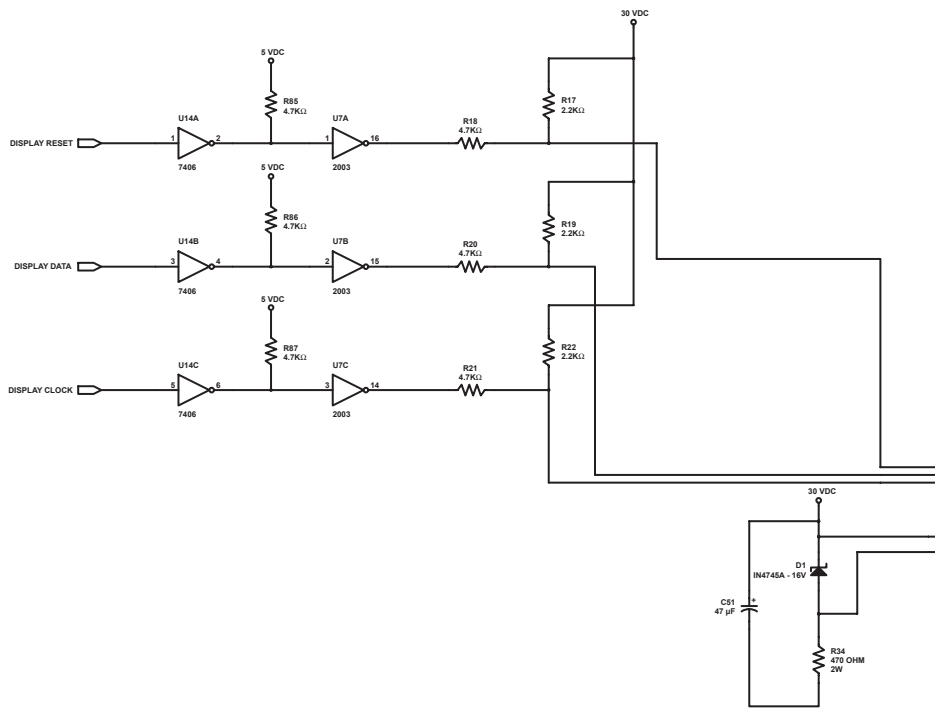 30 VDC
5 VDC
R85
4.7KΩ
R17
2.2KΩ
U14A
U7A
R18
4.7KΩ
DISPLAY RESET
1
2
1
16
7406
2003
5 VDC
R86
4.7KΩ
R19
2.2KΩ
U14B
U7B
R20
4.7KΩ
DISPLAY DATA
3
4
2
15
7406
2003
5 VDC
R87
4.7KΩ
R22
2.2KΩ
U14C
U7C
R21
4.7KΩ
DISPLAY CLOCK
5
6
3
14
7406
2003
30 VDC
D1
IN4745A - 16V
C51
47 µF
+
R34
470 OHM
2W